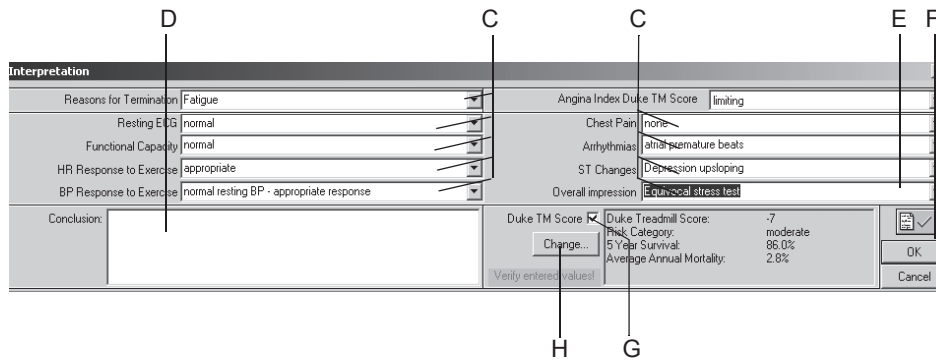 D C C E F
Interpretation
Reasons for Termination Fatigue Angina Index Duke TM Score limiting
Resting ECG normal Chest Pain none
Functional Capacity normal Arrhythmias atrial premature beats
HR Response to Exercise appropriate ST Changes Depression upsloping
BP Response to Exercise normal resting BP - appropriate response Overall impression Equivocal stress test
Conclusion: Duke TM Score Duke Treadmill Score: -7
Risk Category: moderate
Change... 5 Year Survival: 86.0%
OK
Average Annual Mortality: 2.8%
Verify entered values! Cancel
H G